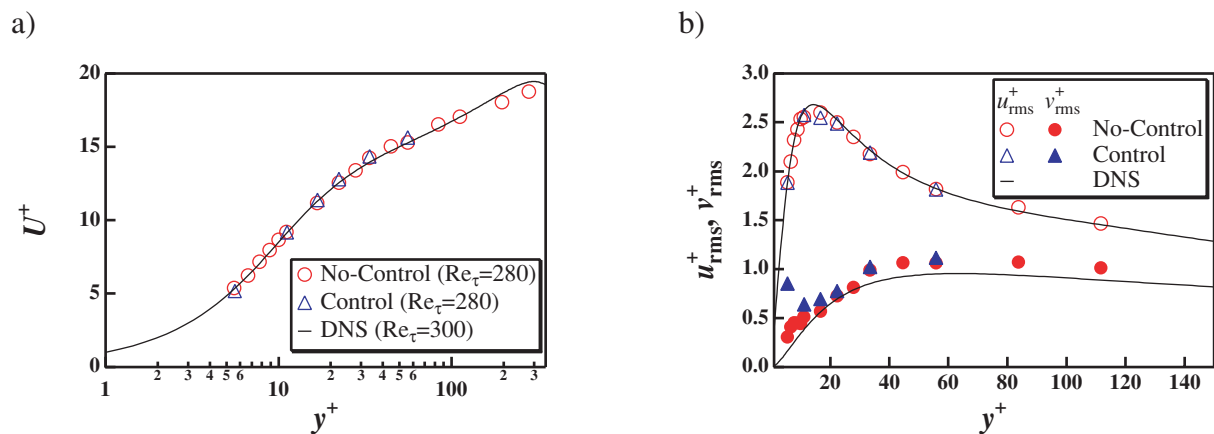 a)
20
15
10
5
0
U+
No-Control (Reτ=280)
Control (Reτ=280)
DNS (Reτ=300)
1 2 3 4 5 6 10 2 3 4 5 6 100 2 3
y+
b)
3.0
2.5
2.0
1.5
1.0
0.5
0.0
u+rms, v+rms
u+rms v+rms
No-Control
Control
DNS
20 40 60 80 100 120 140
y+